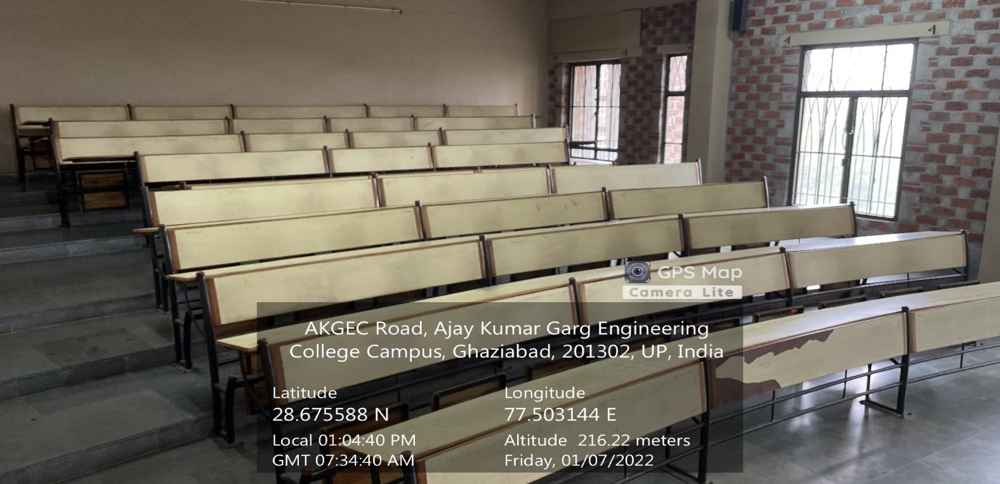 GPS Map
Camera Lite
AKGEC Road, Ajay Kumar Garg Engineering
College Campus, Ghaziabad, 201302, UP, India
Latitude
28.675588 N
Longitude
77.503144 E
Local 01:04:40 PM
GMT 07:34:40 AM
Altitude 216.22 meters
Friday, 01/07/2022